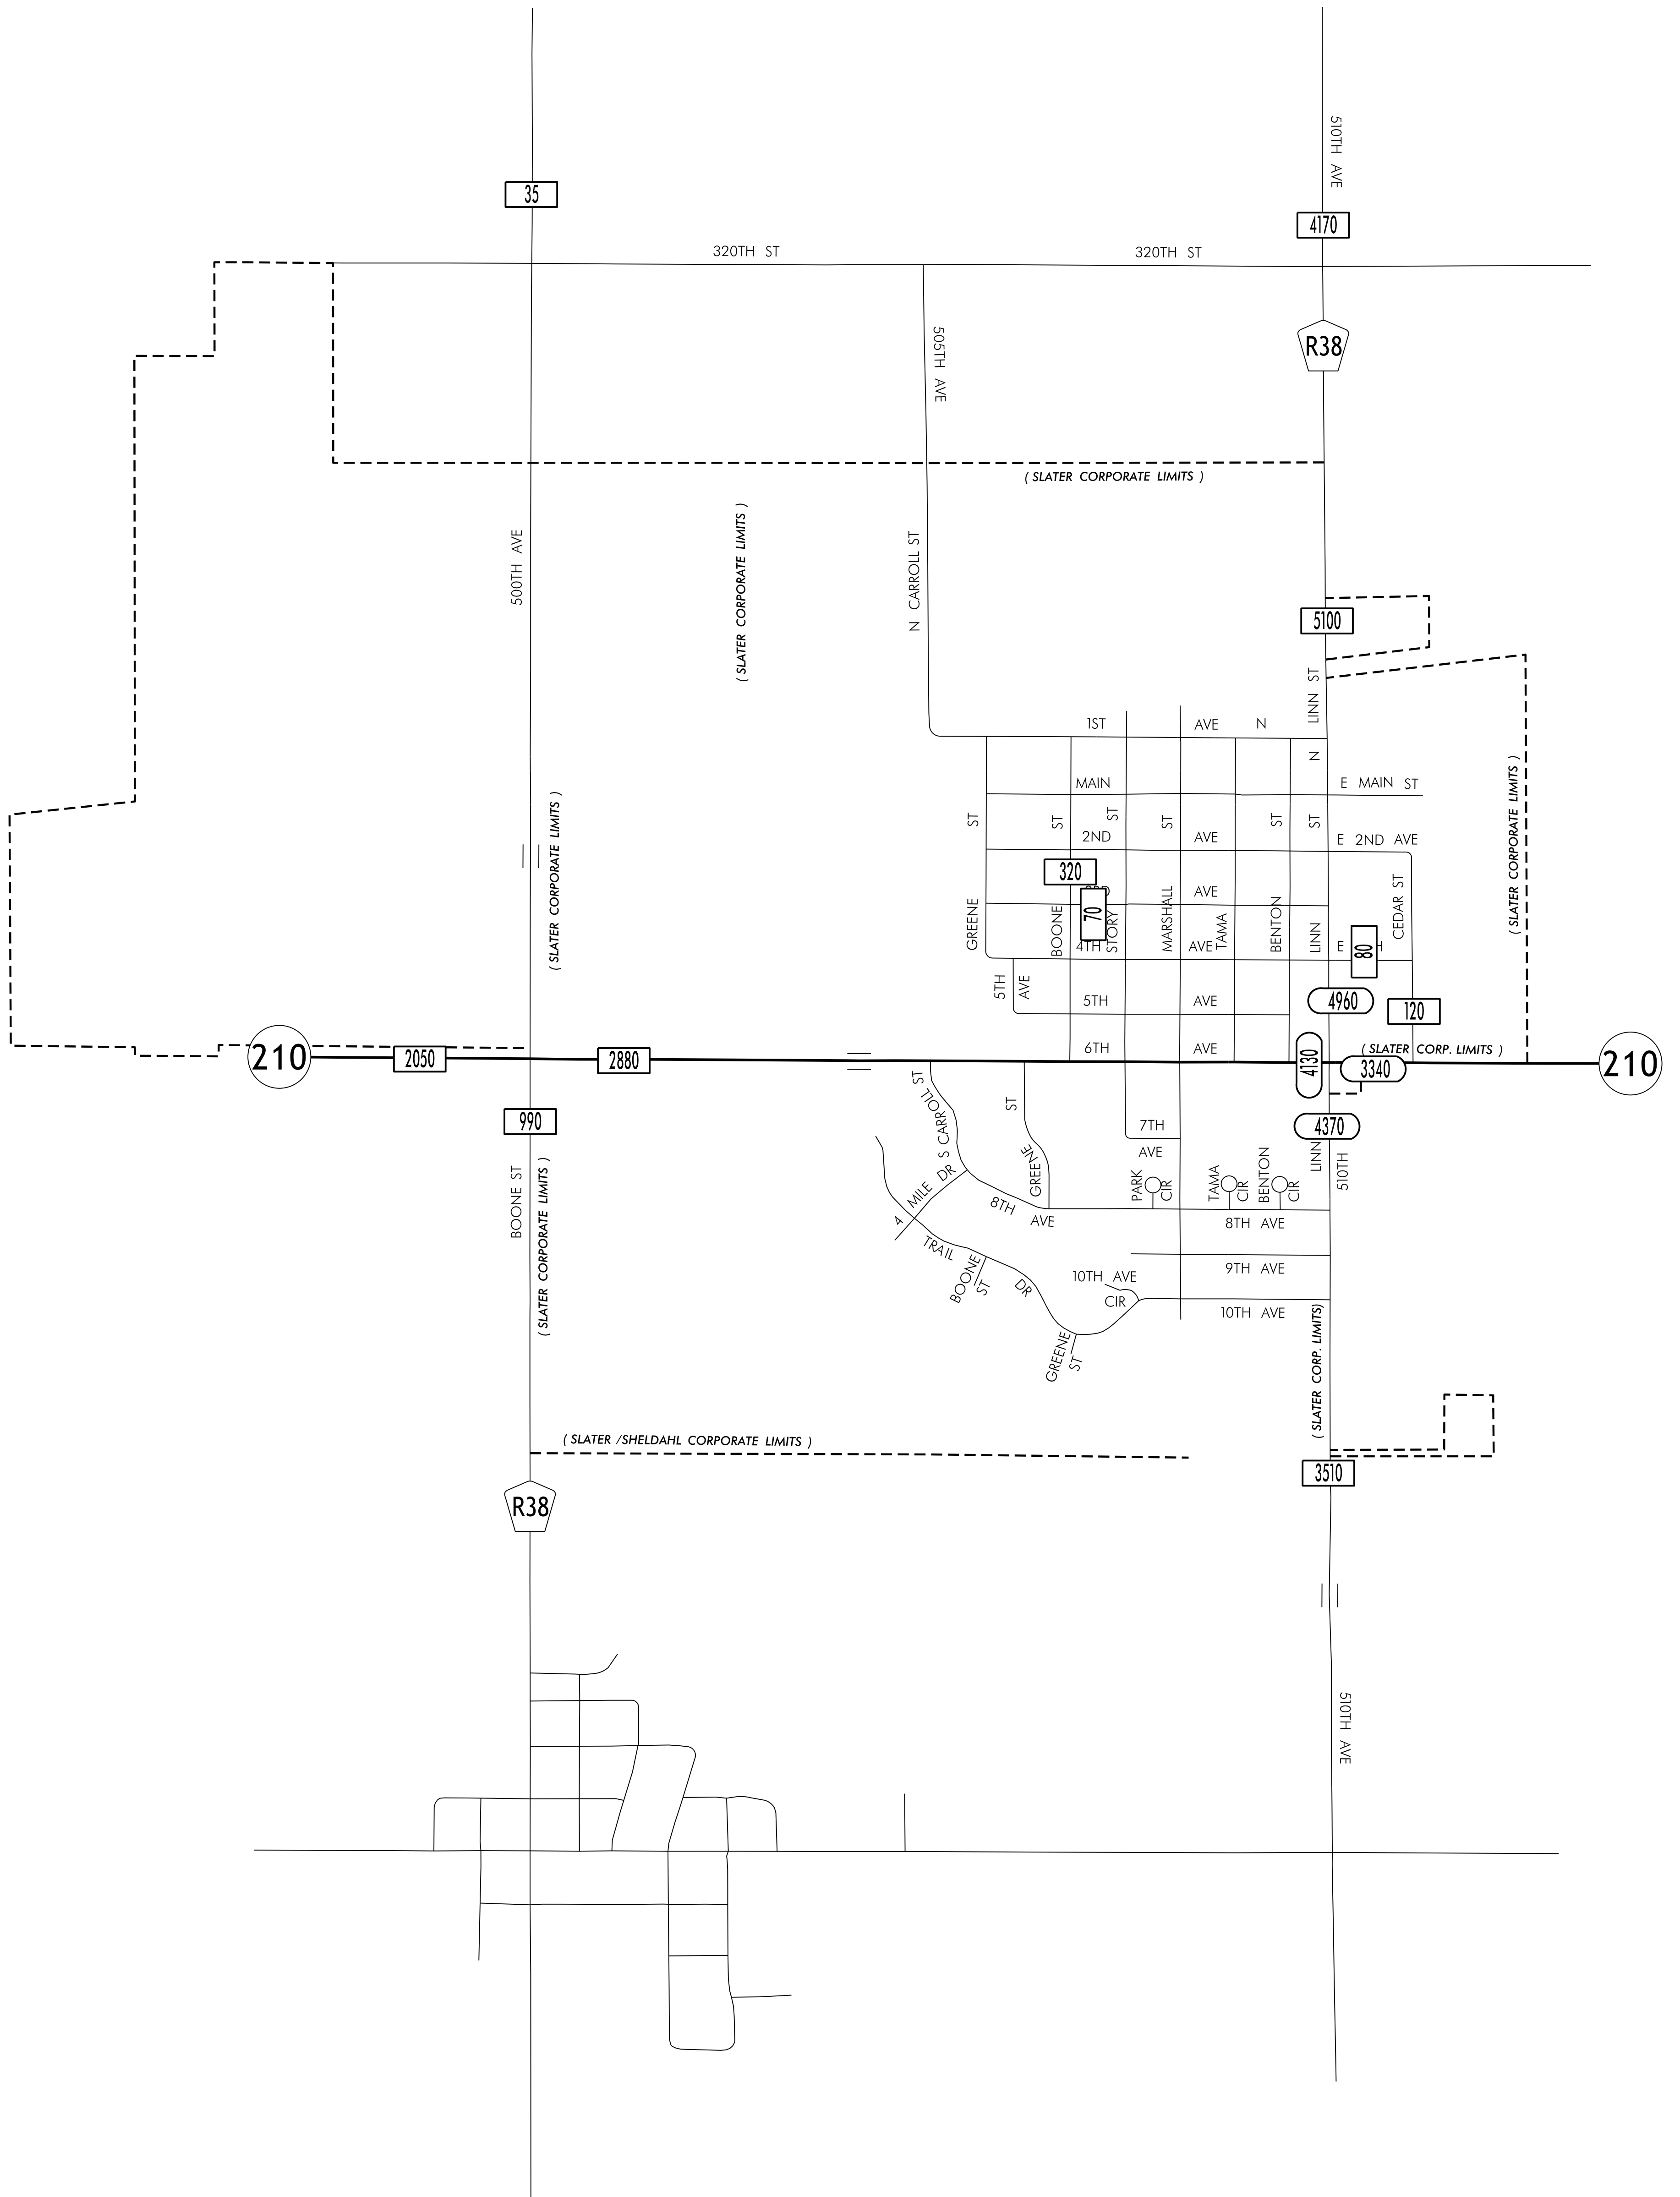 510TH AVE
35
4170
320TH ST
320TH ST
505TH AVE
R38
( SLATER CORPORATE LIMITS )
( SLATER CORPORATE LIMITS )
500TH AVE
N CARROLL ST
5100
N LINN ST
1ST AVE N
MAIN
E MAIN ST
GREENE ST
BOONE ST
STORY ST
MARSHALL ST
TAMA
BENTON ST
LINN ST
2ND AVE
E 2ND AVE
( SLATER CORPORATE LIMITS )
( SLATER CORPORATE LIMITS )
320
70
AVE
CEDAR ST
4TH AVE
E
80
5TH AVE
5TH AVE
4960
120
6TH AVE
( SLATER CORP. LIMITS )
210
2050
2880
4130
3340
210
990
S CARROLL ST
GREENE ST
7TH
AVE
4370
LINN
510TH
BOONE ST
( SLATER CORPORATE LIMITS )
4 MILE DR
PARK CIR
TAMA CIR
BENTON CIR
8TH AVE
8TH AVE
TRAIL DR
BOONE ST
9TH AVE
10TH AVE
CIR
10TH AVE
GREENE ST
( SLATER CORP. LIMITS)
( SLATER /SHELDAHL CORPORATE LIMITS )
3510
R38
510TH AVE